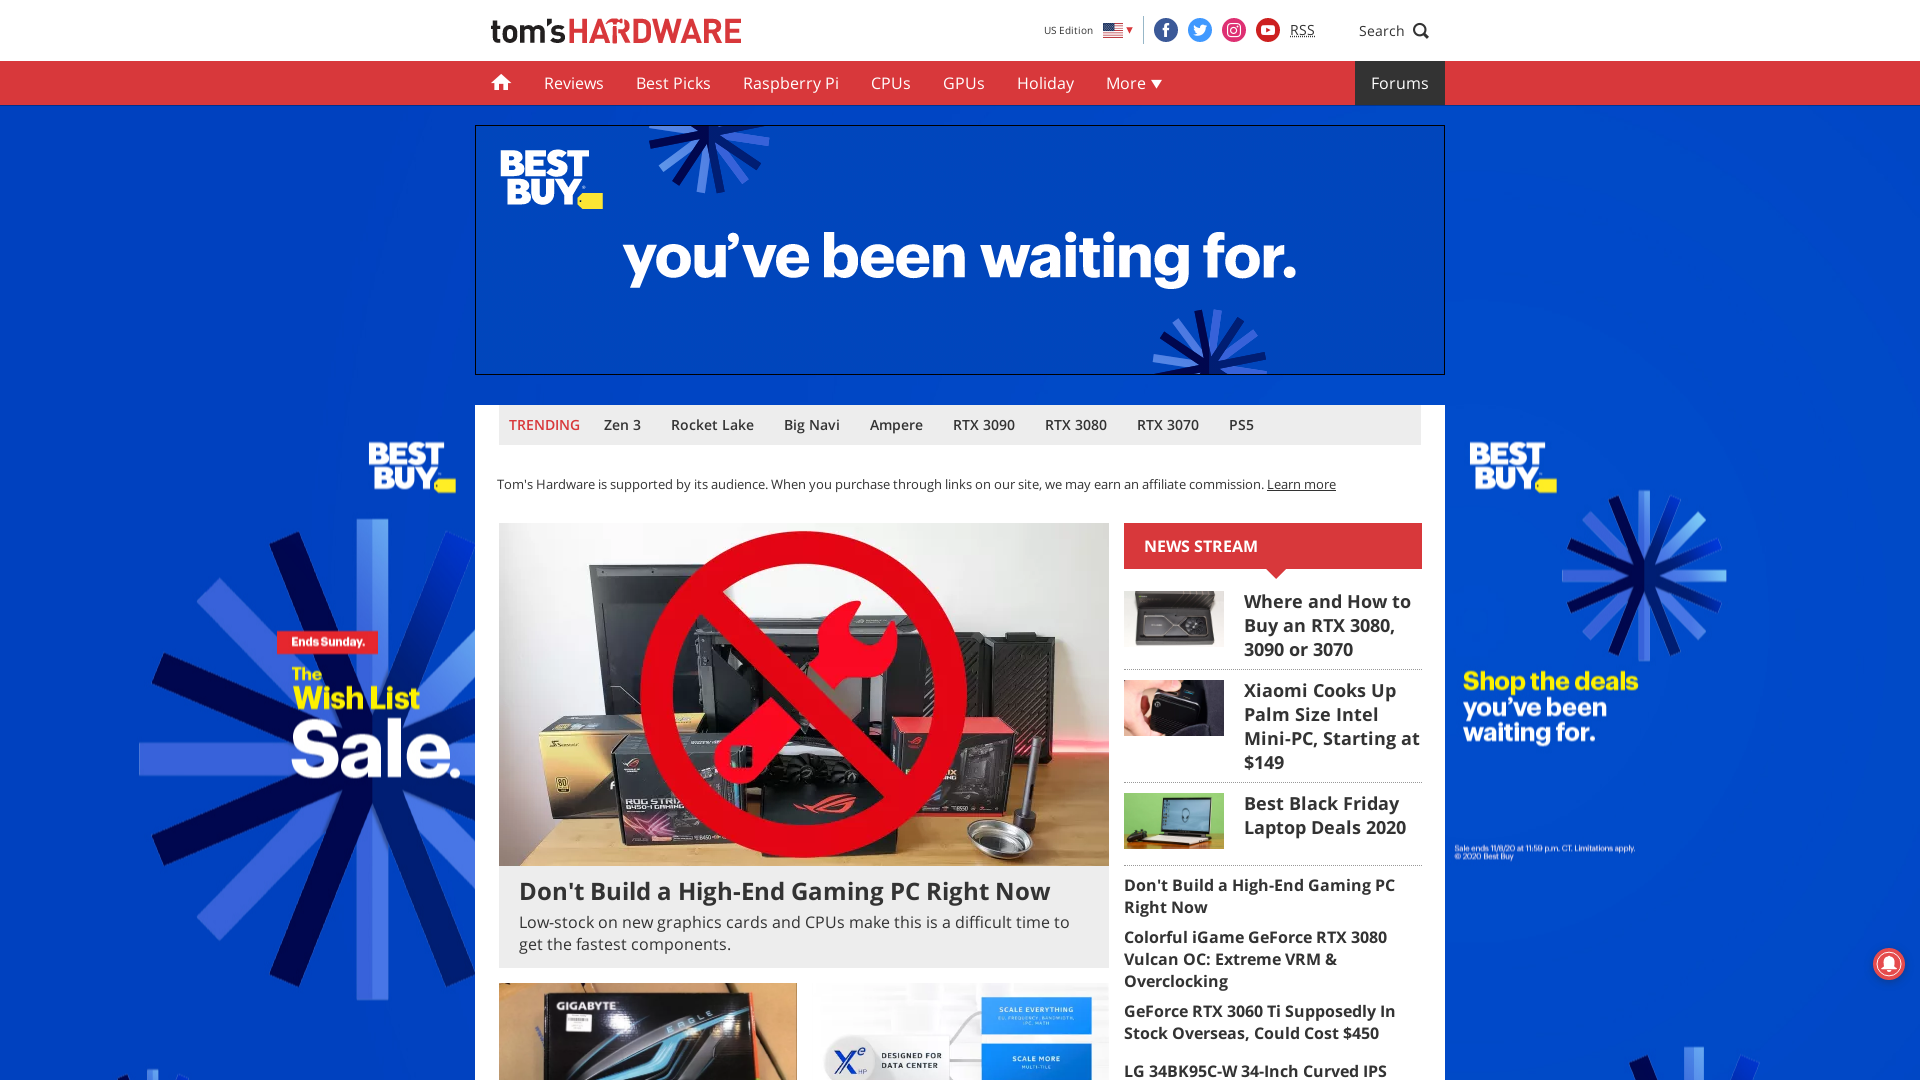 tom'sHARDWARE
US Edition
RSS
Search
Reviews
Best Picks
Raspberry Pi
CPUs
GPUs
Holiday
More
Forums
BEST
BUY
you've been waiting for.
TRENDING
Zen 3
Rocket Lake
Big Navi
Ampere
RTX 3090
RTX 3080
RTX 3070
PS5
Tom's Hardware is supported by its audience. When you purchase through links on our site, we may earn an affiliate commission. Learn more
BEST
BUY
Ends Sunday.
The
Wish List
Sale.
BEST
BUY
Shop the deals
you've been
waiting for.
Sale ends 11/8/20 at 11:59 p.m. CT. Limitations apply.
© 2020 Best Buy
ROG STRIX
B450-I GAMING
Don't Build a High-End Gaming PC Right Now
Low-stock on new graphics cards and CPUs make this is a difficult time to
get the fastest components.
GIGABYTE
EAGLE
Xe
HP
DESIGNED FOR
DATA CENTER
SCALE EVERYTHING
SCALE MORE
MULTI-TILE
NEWS STREAM
Where and How to
Buy an RTX 3080,
3090 or 3070
Xiaomi Cooks Up
Palm Size Intel
Mini-PC, Starting at
$149
Best Black Friday
Laptop Deals 2020
Don't Build a High-End Gaming PC
Right Now
Colorful iGame GeForce RTX 3080
Vulcan OC: Extreme VRM &
Overclocking
GeForce RTX 3060 Ti Supposedly In
Stock Overseas, Could Cost $450
LG 34BK95C-W 34-Inch Curved IPS